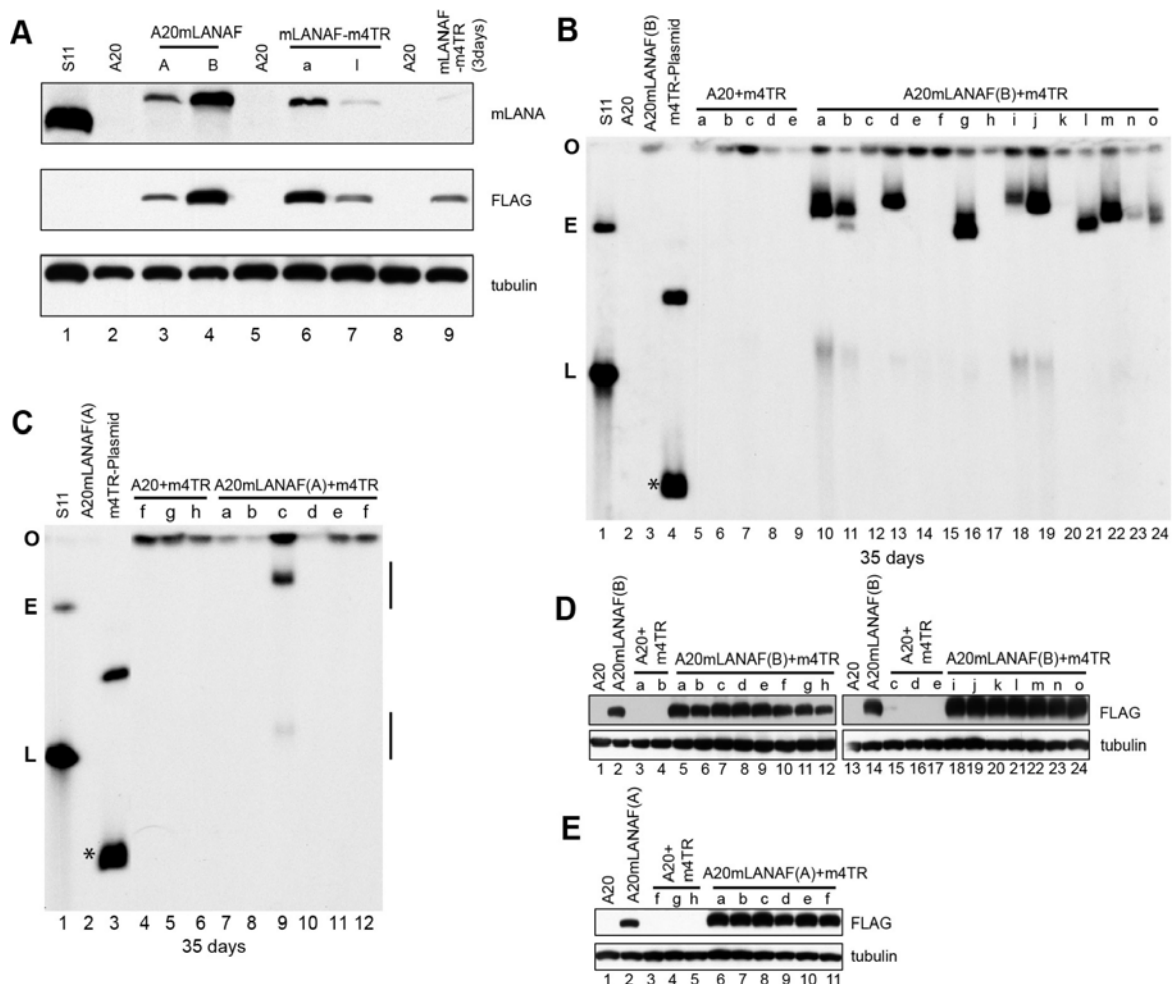 A
S11
A20
A20mLANAF
A
B
A20
mLANAF-m4TR
a
l
A20
mLANAF
-m4TR
(3days)
mLANA
FLAG
tubulin
1 2 3 4 5 6 7 8 9
B
S11
A20
A20mLANAF(B)
m4TR-Plasmid
A20+m4TR
a b c d e
A20mLANAF(B)+m4TR
a b c d e f g h i j k l m n o
O
E
L
*
1 2 3 4 5 6 7 8 9 10 11 12 13 14 15 16 17 18 19 20 21 22 23 24
35 days
C
S11
A20mLANAF(A)
m4TR-Plasmid
A20+m4TR
f g h
A20mLANAF(A)+m4TR
a b c d e f
O
E
L
*
1 2 3 4 5 6 7 8 9 10 11 12
35 days
D
A20
A20mLANAF(B)
A20+
m4TR
a b
A20mLANAF(B)+m4TR
a b c d e f g h
A20
A20mLANAF(B)
A20+
m4TR
c d e
A20mLANAF(B)+m4TR
i j k l m n o
FLAG
tubulin
1 2 3 4 5 6 7 8 9 10 11 12
13 14 15 16 17 18 19 20 21 22 23 24
E
A20
A20mLANAF(A)
A20+
m4TR
f g h
A20mLANAF(A)+m4TR
a b c d e f
FLAG
tubulin
1 2 3 4 5 6 7 8 9 10 11